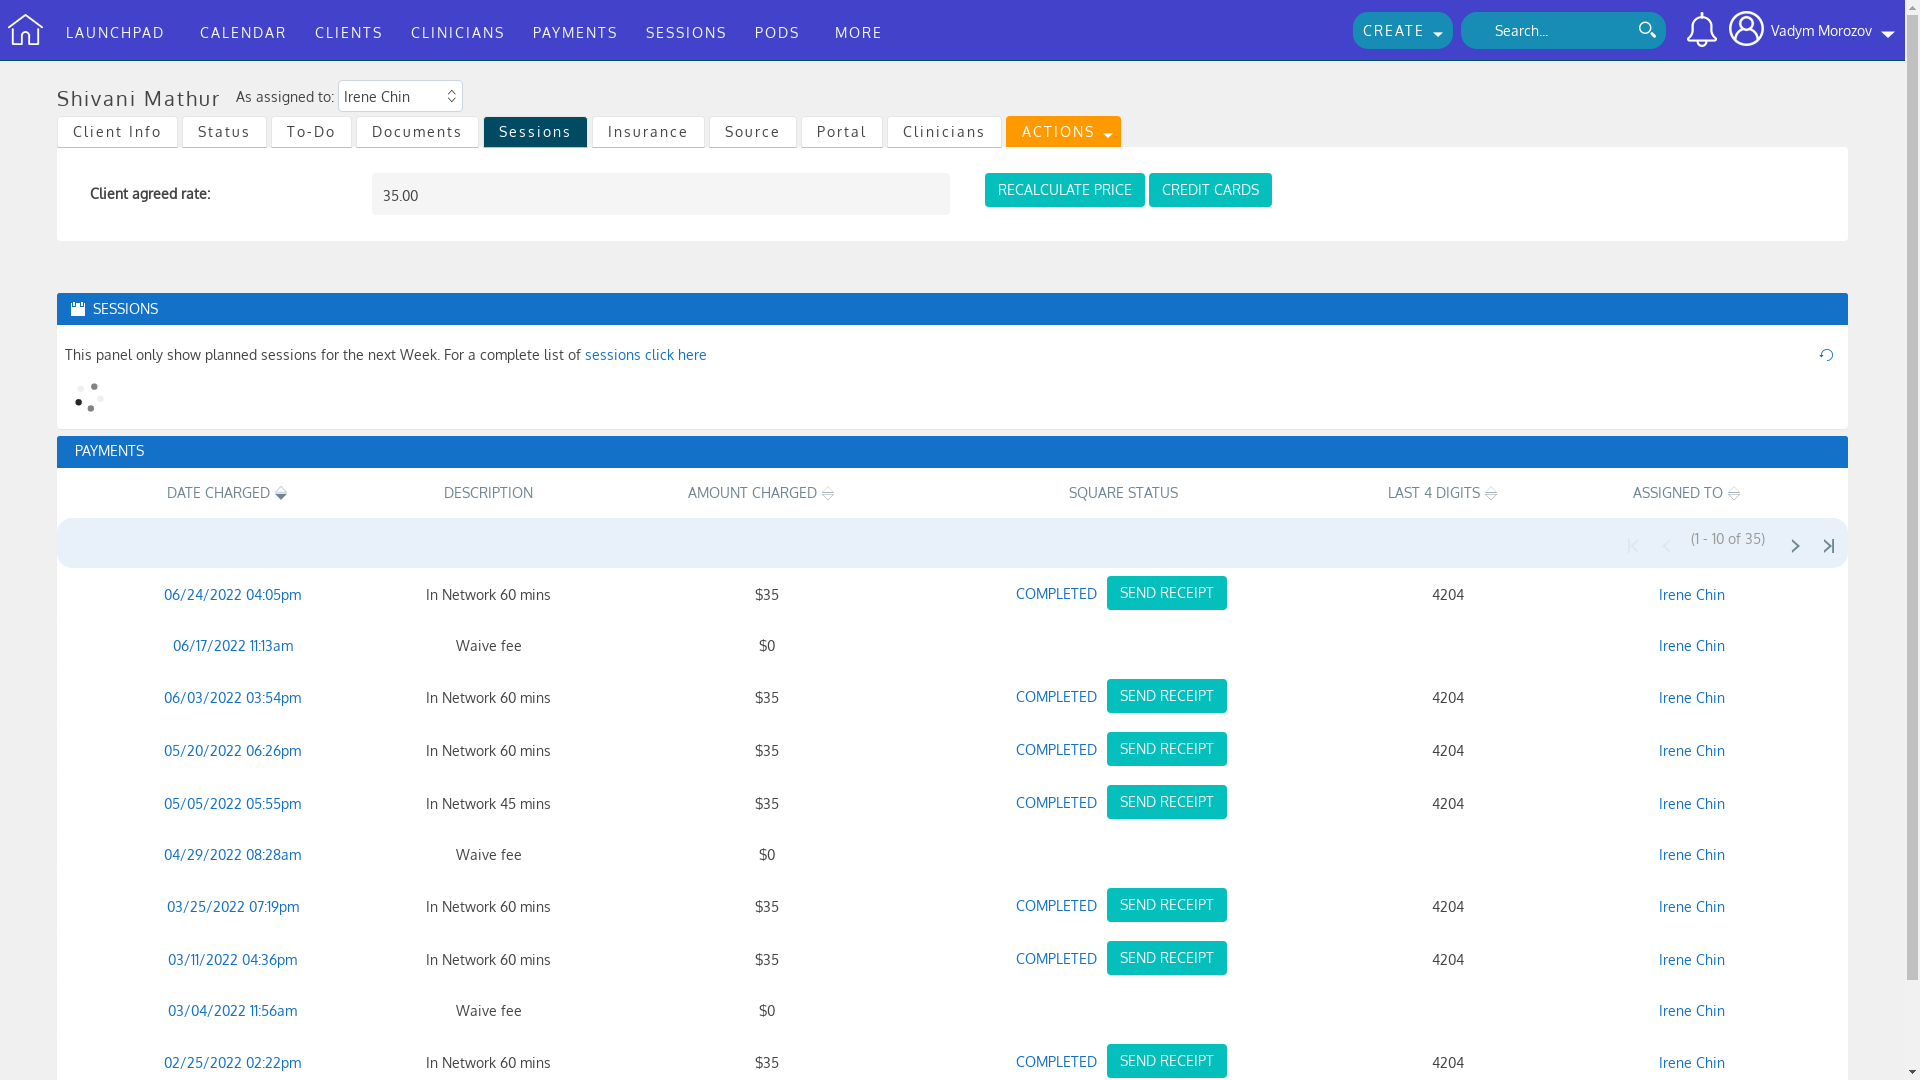 LAUNCHPAD CALENDAR CLIENTS CLINICIANS PAYMENTS SESSIONS PODS MORE CREATE Search... Vadym Morozov
Shivani Mathur As assigned to: Irene Chin
Client Info Status To-Do Documents Sessions Insurance Source Portal Clinicians ACTIONS
Client agreed rate: 35.00 RECALCULATE PRICE CREDIT CARDS
SESSIONS
This panel only show planned sessions for the next Week. For a complete list of sessions click here
PAYMENTS
DATE CHARGED DESCRIPTION AMOUNT CHARGED SQUARE STATUS LAST 4 DIGITS ASSIGNED TO
(1 - 10 of 35)
06/24/2022 04:05pm In Network 60 mins $35 COMPLETED SEND RECEIPT 4204 Irene Chin
06/17/2022 11:13am Waive fee $0 Irene Chin
06/03/2022 03:54pm In Network 60 mins $35 COMPLETED SEND RECEIPT 4204 Irene Chin
05/20/2022 06:26pm In Network 60 mins $35 COMPLETED SEND RECEIPT 4204 Irene Chin
05/05/2022 05:55pm In Network 45 mins $35 COMPLETED SEND RECEIPT 4204 Irene Chin
04/29/2022 08:28am Waive fee $0 Irene Chin
03/25/2022 07:19pm In Network 60 mins $35 COMPLETED SEND RECEIPT 4204 Irene Chin
03/11/2022 04:36pm In Network 60 mins $35 COMPLETED SEND RECEIPT 4204 Irene Chin
03/04/2022 11:56am Waive fee $0 Irene Chin
02/25/2022 02:22pm In Network 60 mins $35 COMPLETED SEND RECEIPT 4204 Irene Chin